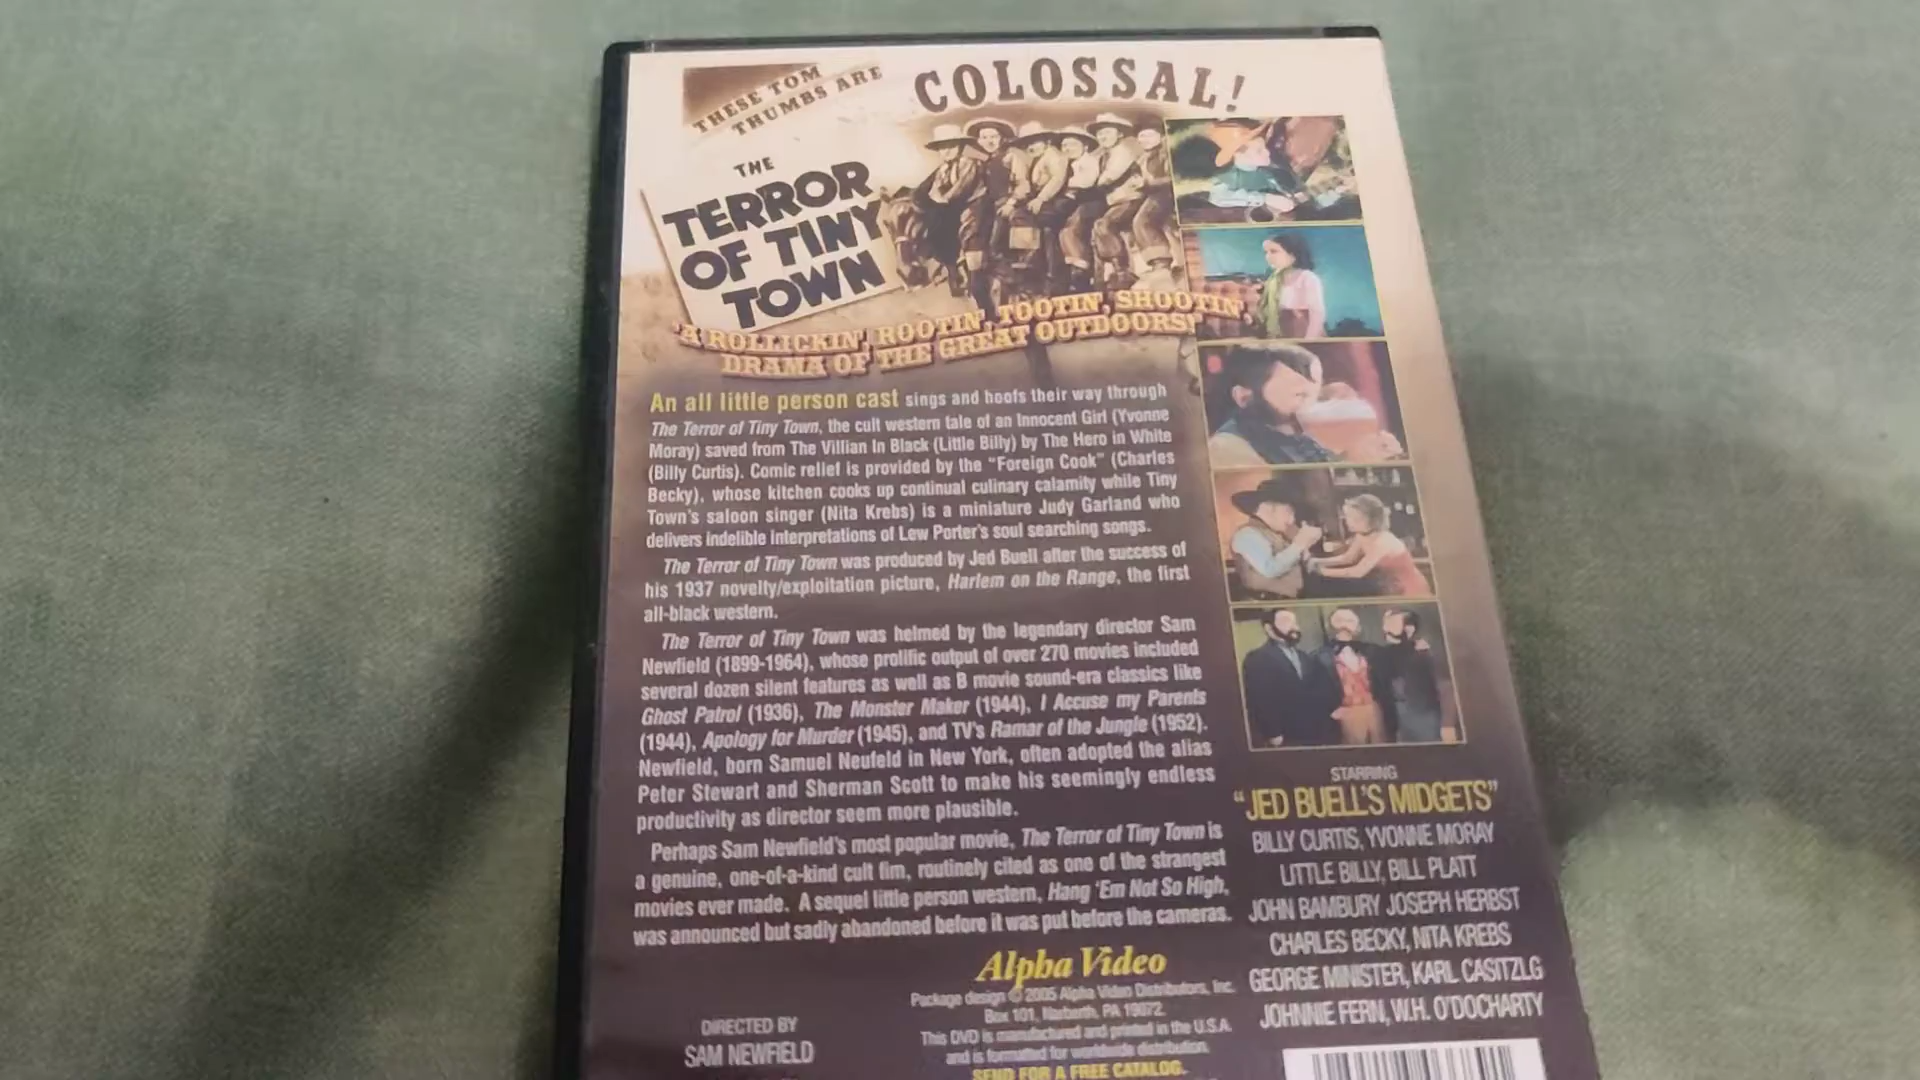 THESE TOM
THUMBS ARE
COLOSSAL!
THE
TERROR
OF TINY
TOWN
"A ROLLICKIN', ROOTIN', TOOTIN', SHOOTIN',
DRAMA OF THE GREAT OUTDOORS!"
An all little person cast sings and hoofs their way through
The Terror of Tiny Town, the cult western tale of an Innocent Girl (Yvonne
Moray) saved from The Villian In Black (Little Billy) by The Hero in White
(Billy Curtis). Comic relief is provided by the "Foreign Cook" (Charles
Becky), whose kitchen cooks up continual culinary calamity while Tiny
Town's saloon singer (Nita Krebs) is a miniature Judy Garland who
delivers indelible interpretations of Lew Porter's soul searching songs.
The Terror of Tiny Town was produced by Jed Buell after the success of
his 1937 novelty/exploitation picture, Harlem on the Range, the first
all-black western.
The Terror of Tiny Town was helmed by the legendary director Sam
Newfield (1899-1964), whose prolific output of over 270 movies included
several dozen silent features as well as B movie sound-era classics like
Ghost Patrol (1936), The Monster Maker (1944), I Accuse my Parents
(1944), Apology for Murder (1945), and TV's Ramar of the Jungle (1952).
Newfield, born Samuel Neufeld in New York, often adopted the alias
Peter Stewart and Sherman Scott to make his seemingly endless
productivity as director seem more plausible.
Perhaps Sam Newfield's most popular movie, The Terror of Tiny Town is
a genuine, one-of-a-kind cult fim, routinely cited as one of the strangest
movies ever made. A sequel little person western, Hang 'Em Not So High,
was announced but sadly abandoned before it was put before the cameras.
STARRING
"JED BUELL'S MIDGETS"
BILLY CURTIS, YVONNE MORAY
LITTLE BILLY, BILL PLATT
JOHN BAMBURY JOSEPH HERBST
CHARLES BECKY, NITA KREBS
GEORGE MINISTER, KARL CASITZLG
JOHNNIE FERN, W.H. O'DOCHARTY
DIRECTED BY
SAM NEWFIELD
Alpha Video
Package design © 2005 Alpha Video Distributors, Inc.
Box 101, Narberth, PA 19072.
This DVD is manufactured and printed in the U.S.A.
and is formatted for worldwide distribution.
SEND FOR A FREE CATALOG.